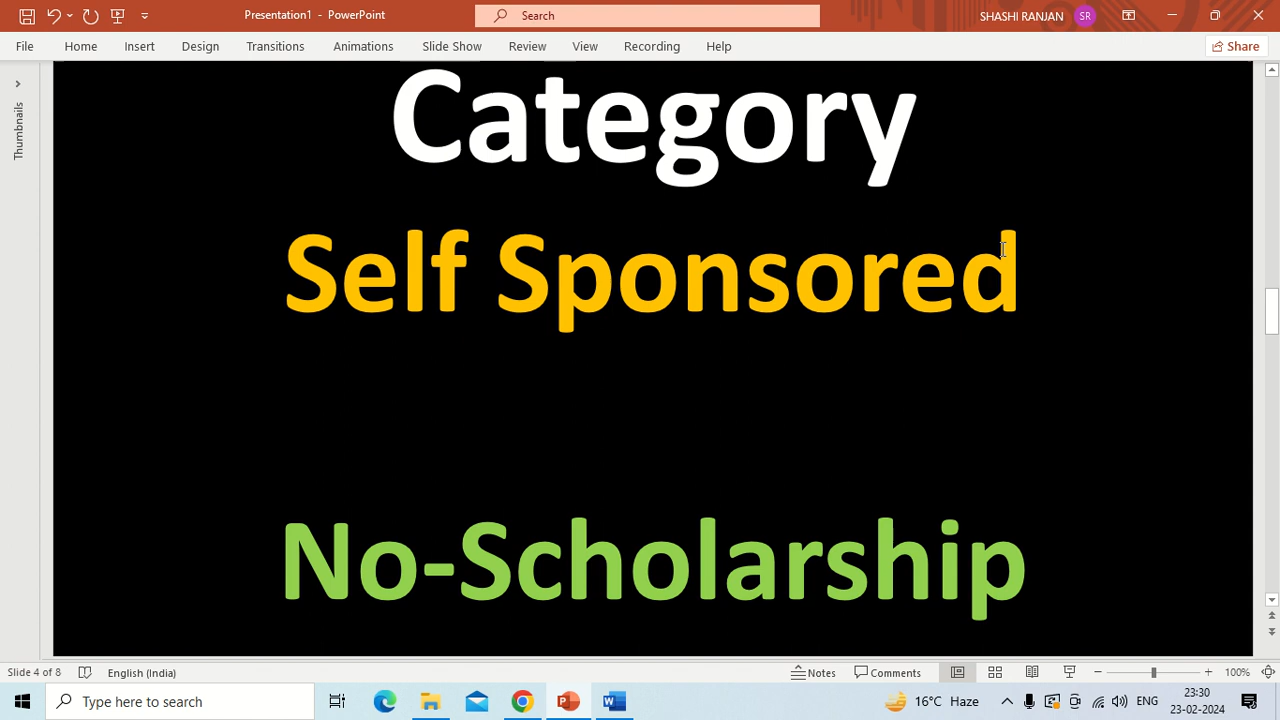 Presentation1 - PowerPoint
Search
SHASHI RANJAN
SR
File
Home
Insert
Design
Transitions
Animations
Slide Show
Review
View
Recording
Help
Share
Thumbnails
Category
Self Sponsored
No-Scholarship
Slide 4 of 8
English (India)
Notes
Comments
100%
Type here to search
16°C Haze
ENG
23:30
23-02-2024